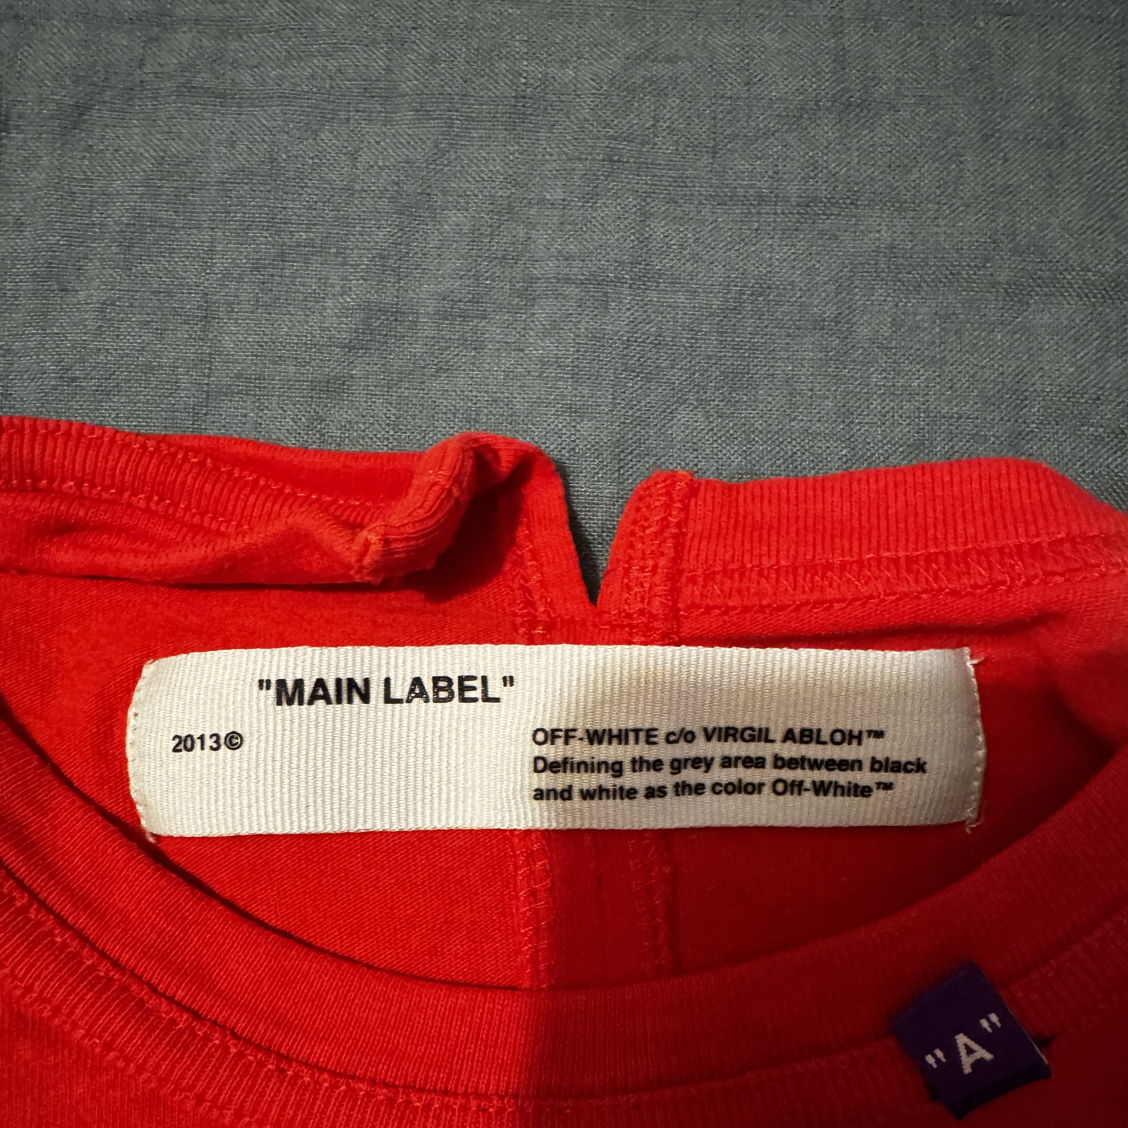 "MAIN LABEL"
2013©
OFF-WHITE c/o VIRGIL ABLOH™
Defining the grey area between black
and white as the color Off-White™
"A"